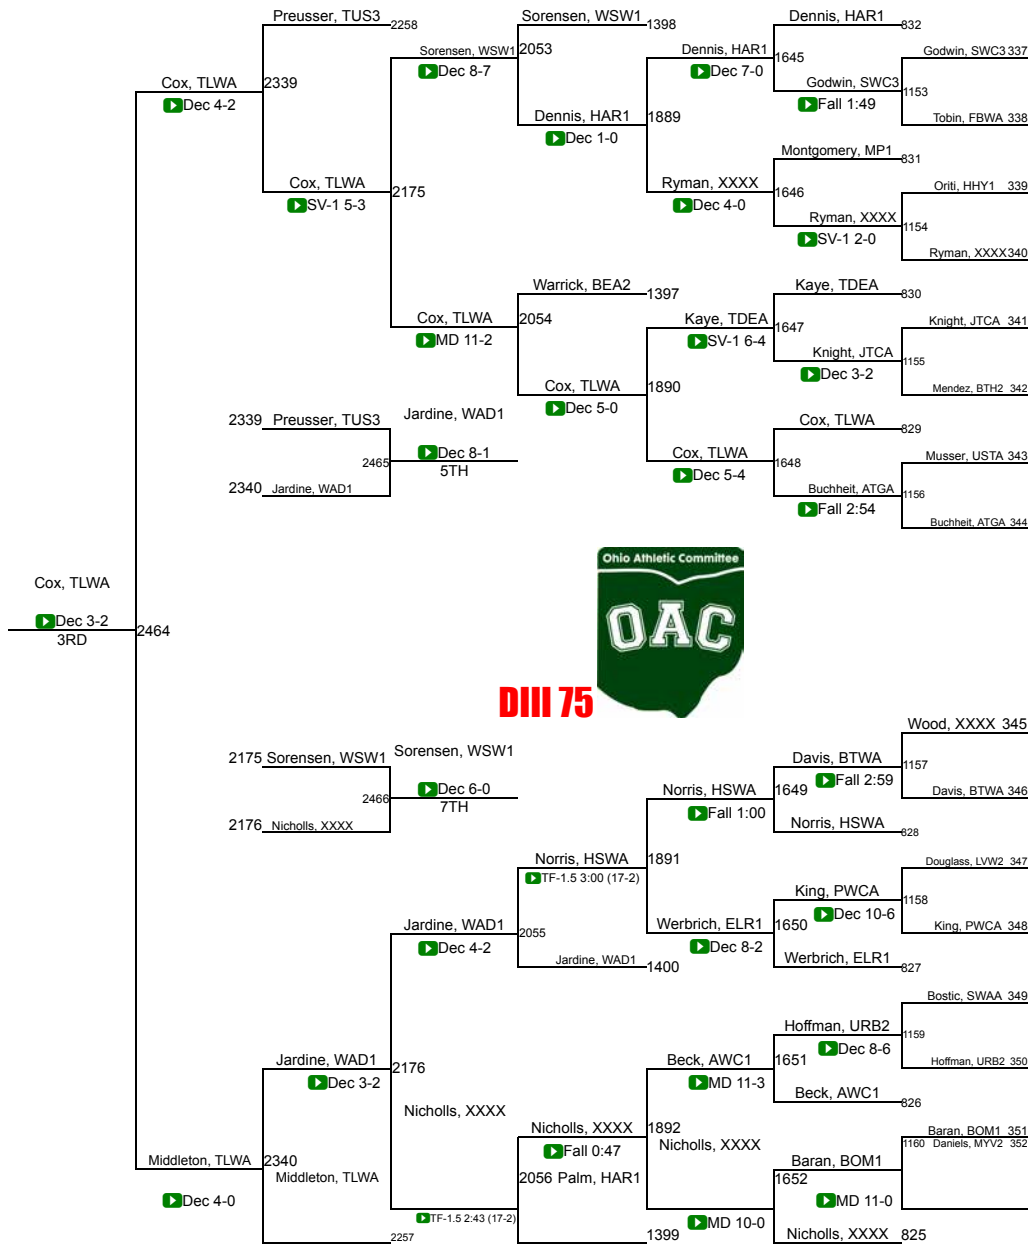 Preusser, TUS3
2258
Sorensen, WSW1
1398
Dennis, HAR1
832
Sorensen, WSW1
2053
Dennis, HAR1
1645
Godwin, SWC3 337
Cox, TLWA
2339
Dec 8-7
Dec 7-0
Godwin, SWC3
1153
Dec 4-2
Fall 1:49
Dennis, HAR1
1889
Tobin, FBWA 338
Dec 1-0
Montgomery, MP1
831
Cox, TLWA
2175
Ryman, XXXX
1646
Oriti, HHY1 339
SV-1 5-3
Dec 4-0
Ryman, XXXX
1154
SV-1 2-0
Ryman, XXXX 340
Warrick, BEA2
1397
Kaye, TDEA
830
Cox, TLWA
2054
Kaye, TDEA
1647
Knight, JTCA 341
MD 11-2
SV-1 6-4
Knight, JTCA
1155
Dec 3-2
Cox, TLWA
1890
Mendez, BTH2 342
Dec 5-0
2339 Preusser, TUS3
Jardine, WAD1
Cox, TLWA
829
2465
Dec 8-1
5TH
Cox, TLWA
1648
Musser, USTA 343
Dec 5-4
2340 Jardine, WAD1
Buchheit, ATGA
1156
Fall 2:54
Buchheit, ATGA 344
Ohio Athletic Committee
OAC
Cox, TLWA
Dec 3-2
3RD
2464
DIII 75
Wood, XXXX 345
2175 Sorensen, WSW1
Sorensen, WSW1
Davis, BTWA
1157
Fall 2:59
2466
Dec 6-0
7TH
Norris, HSWA
1649
Davis, BTWA 346
Fall 1:00
2176 Nicholls, XXXX
Norris, HSWA
828
Norris, HSWA
1891
Douglass, LVW2 347
TF-1.5 3:00 (17-2)
King, PWCA
1158
Dec 10-6
Jardine, WAD1
2055
Werbrich, ELR1
1650
King, PWCA 348
Dec 4-2
Dec 8-2
Jardine, WAD1
1400
Werbrich, ELR1
827
Bostic, SWAA 349
Hoffman, URB2
1159
Dec 8-6
Jardine, WAD1
2176
Beck, AWC1
1651
Hoffman, URB2 350
Dec 3-2
MD 11-3
Beck, AWC1
826
Nicholls, XXXX
Nicholls, XXXX
1892
Baran, BOM1 351
Fall 0:47
Nicholls, XXXX
1160 Daniels, MYV2 352
Middleton, TLWA
2340
Middleton, TLWA
2056 Palm, HAR1
Baran, BOM1
1652
Dec 4-0
MD 11-0
TF-1.5 2:43 (17-2)
MD 10-0
2257
1399
Nicholls, XXXX 825